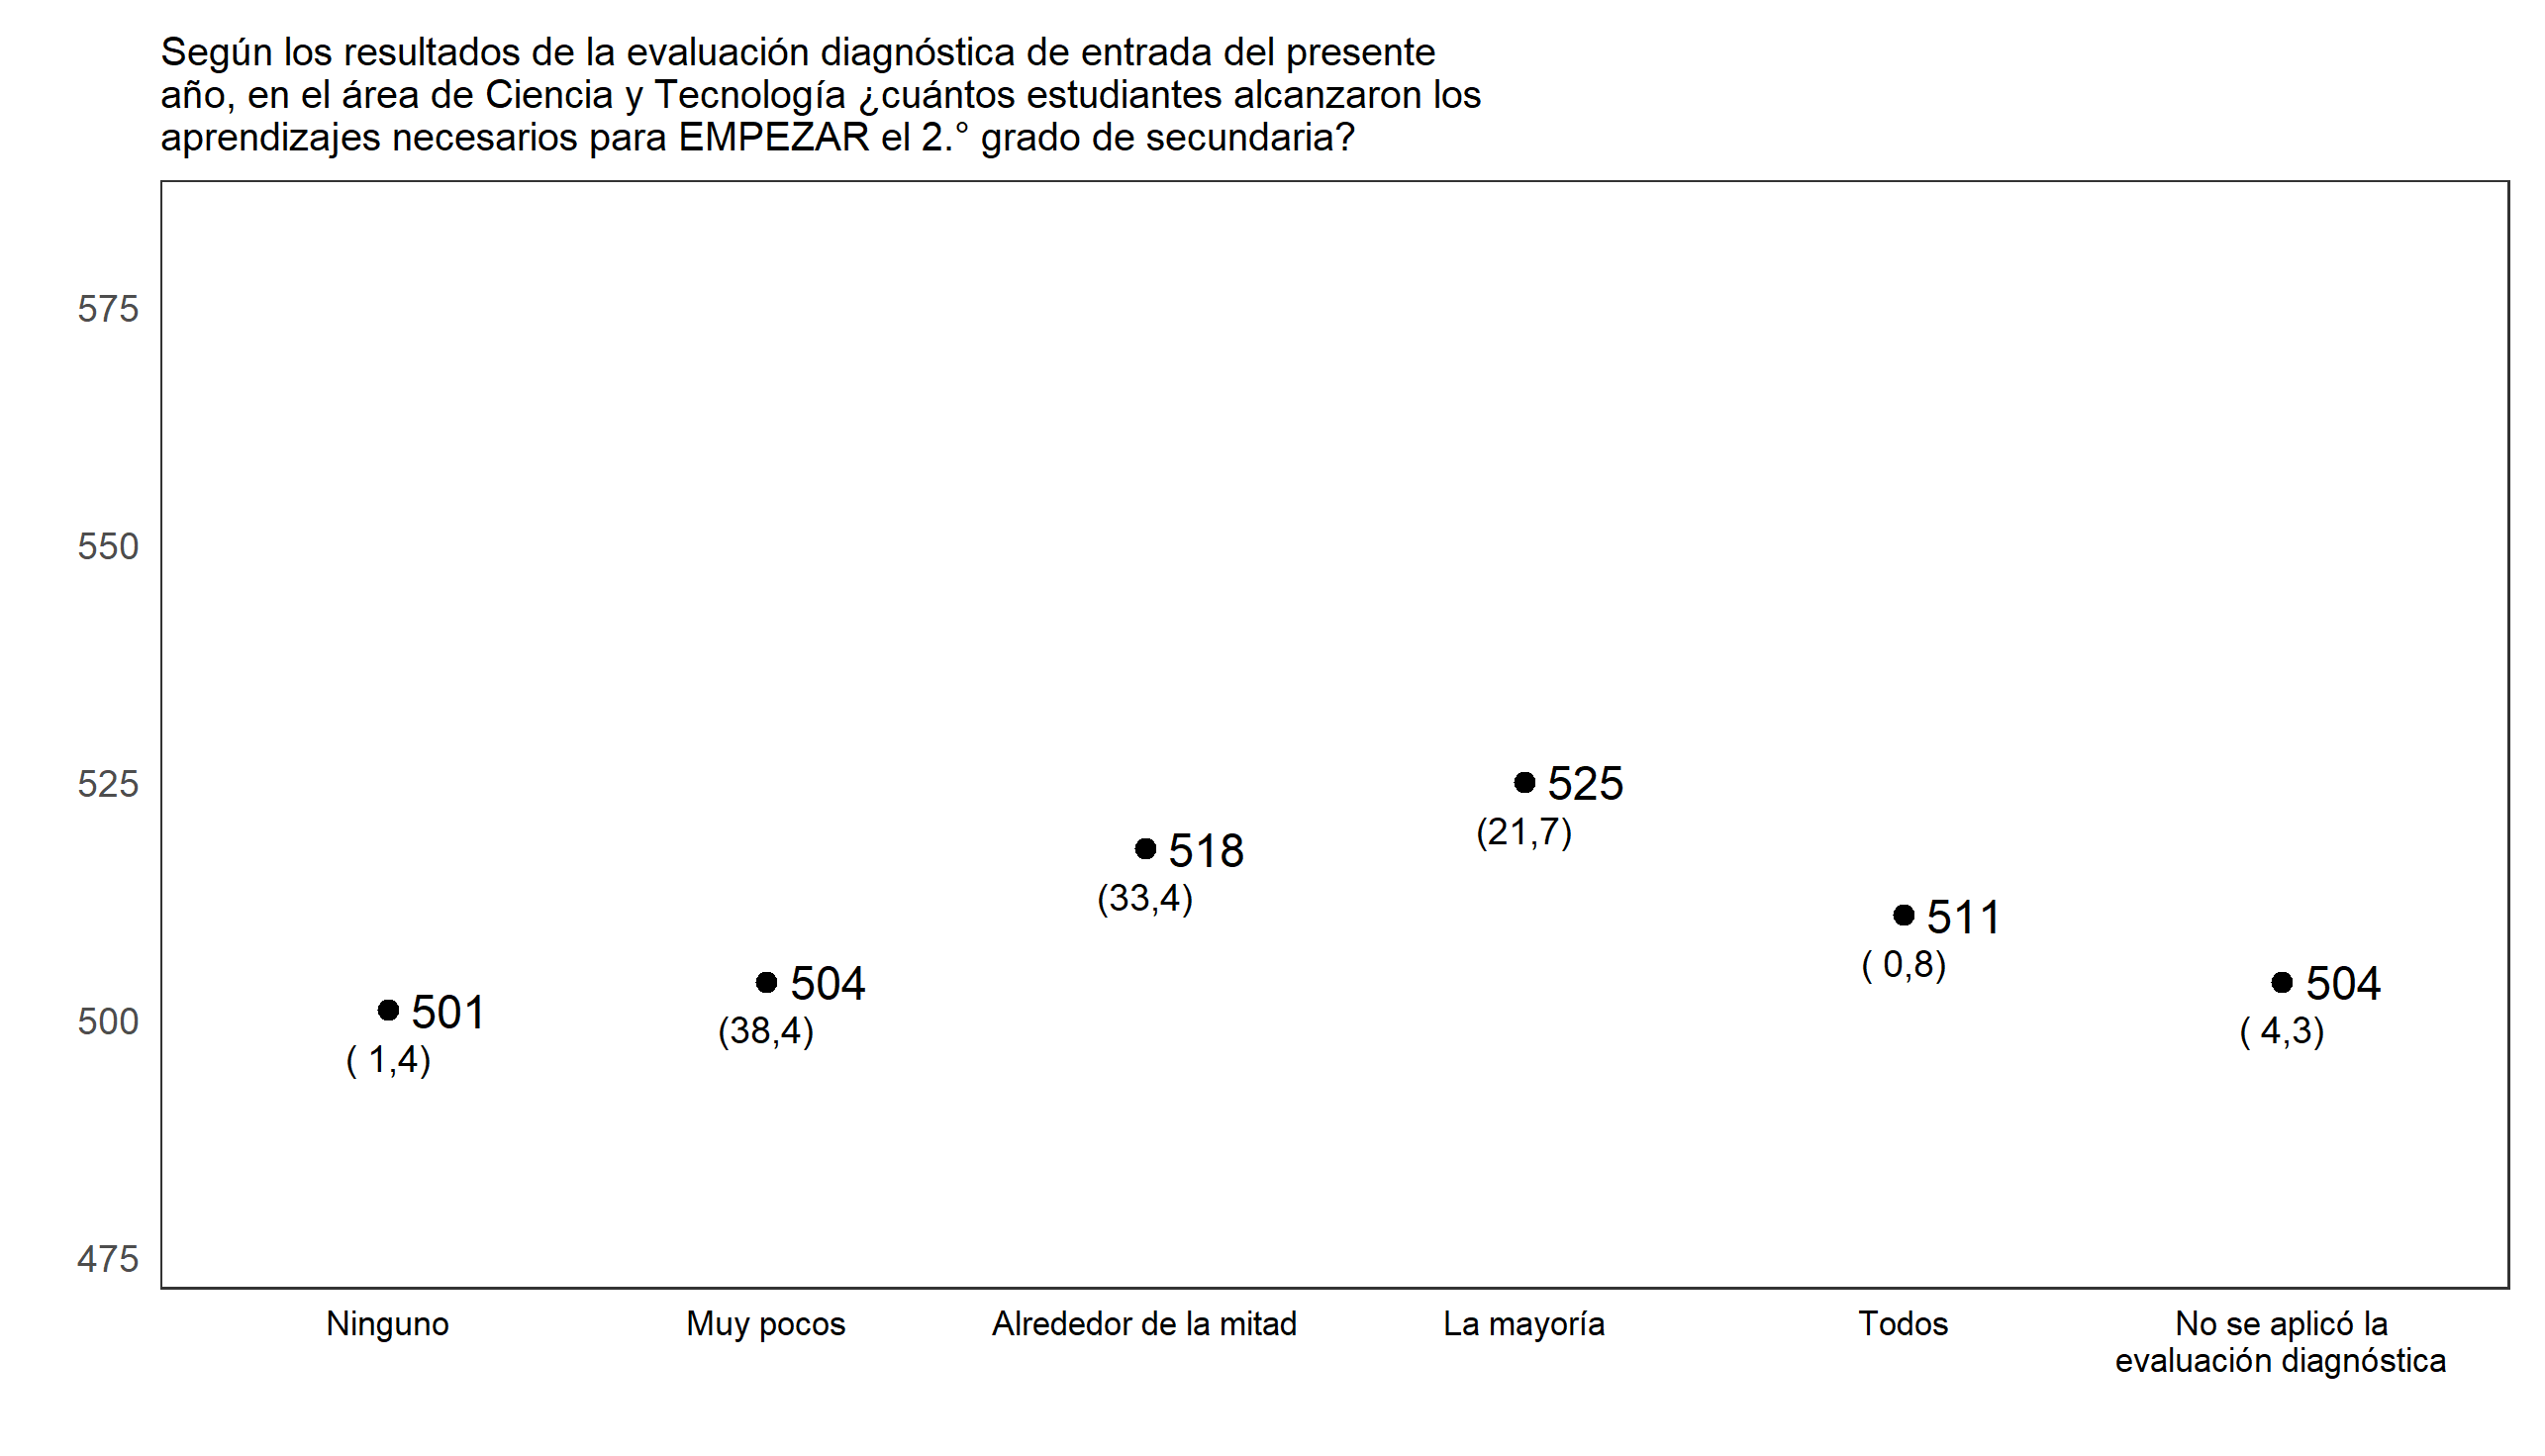 Según los resultados de la evaluación diagnóstica de entrada del presente
año, en el área de Ciencia y Tecnología ¿cuántos estudiantes alcanzaron los
aprendizajes necesarios para EMPEZAR el 2.° grado de secundaria?
575
550
525
500
475
501
( 1,4)
504
(38,4)
518
(33,4)
525
(21,7)
511
( 0,8)
504
( 4,3)
Ninguno
Muy pocos
Alrededor de la mitad
La mayoría
Todos
No se aplicó la
evaluación diagnóstica